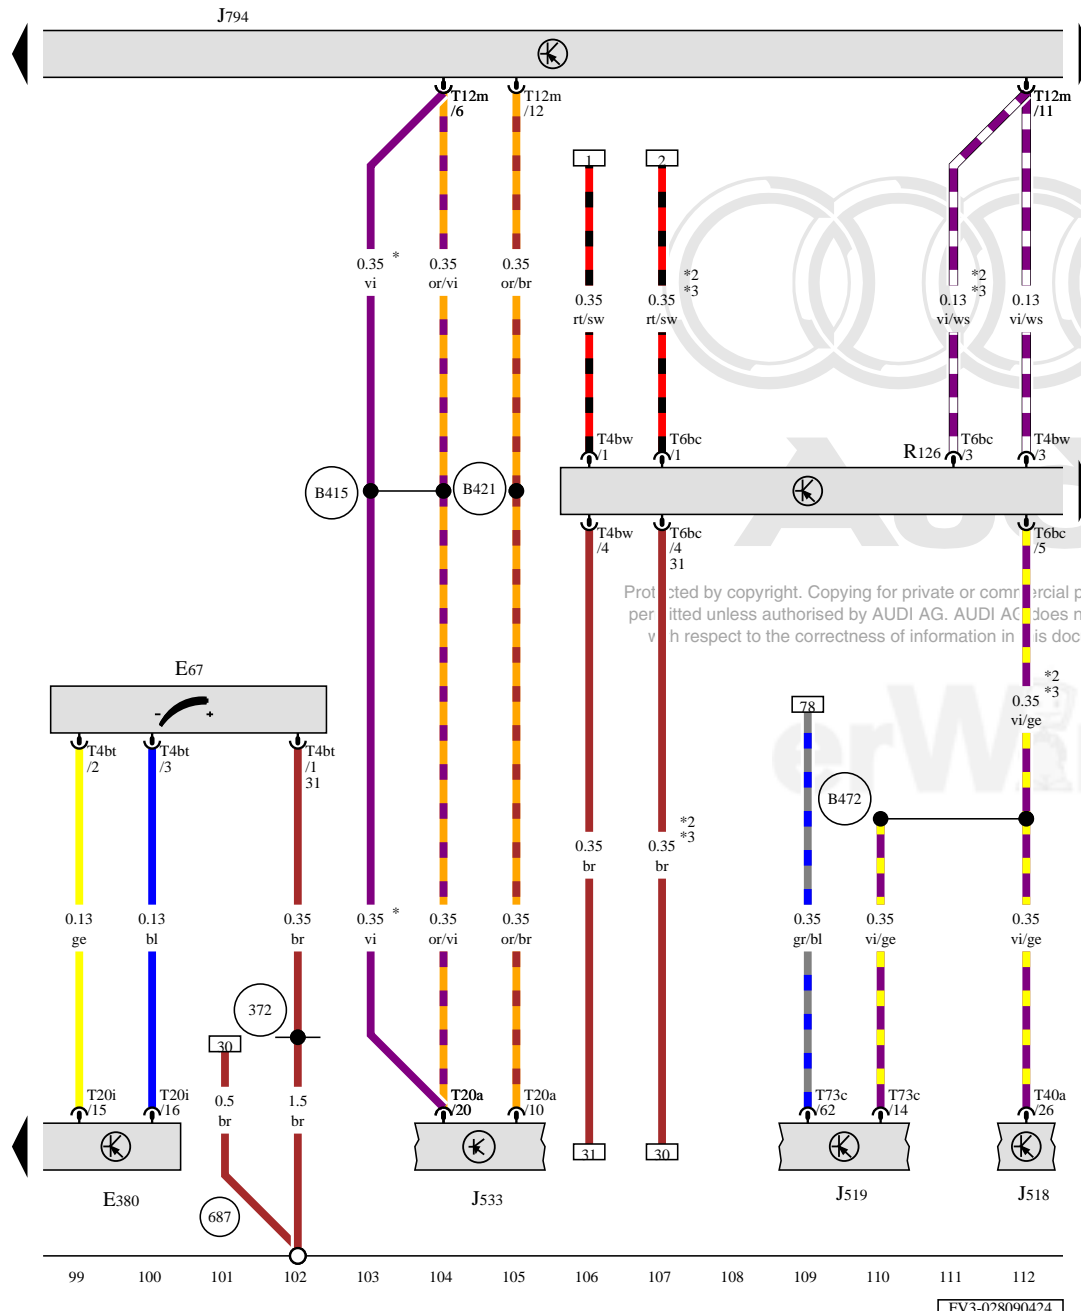 J794
T12m
/6
T12m
/12
T12m
/11
1
2
0.35 *
vi
0.35
or/vi
0.35
or/br
0.35
rt/sw
0.35
rt/sw
*2
*3
0.13
vi/ws
*2
*3
0.13
vi/ws
T4bw
/1
T6bc
/1
R126
T6bc
/3
T4bw
/3
B415
B421
T4bw
/4
T6bc
/4
31
T6bc
/5
Protected by copyright. Copying for private or commercial p
permitted unless authorised by AUDI AG. AUDI AG does n
with respect to the correctness of information in this doc
E67
- +
T4bt
/2
T4bt
/3
T4bt
/1
31
78
*2
*3
0.35
vi/ge
B472
0.35
br
0.35
br
*2
*3
0.13
ge
0.13
bl
0.35
br
0.35 *
vi
0.35
or/vi
0.35
or/br
0.35
gr/bl
0.35
vi/ge
0.35
vi/ge
372
30
0.5
br
1.5
br
T20i
/15
T20i
/16
T20a
/20
T20a
/10
T73c
/62
T73c
/14
T40a
/26
31
30
E380
687
J533
J519
J518
99 100 101 102 103 104 105 106 107 108 109 110 111 112
EV3-028090424